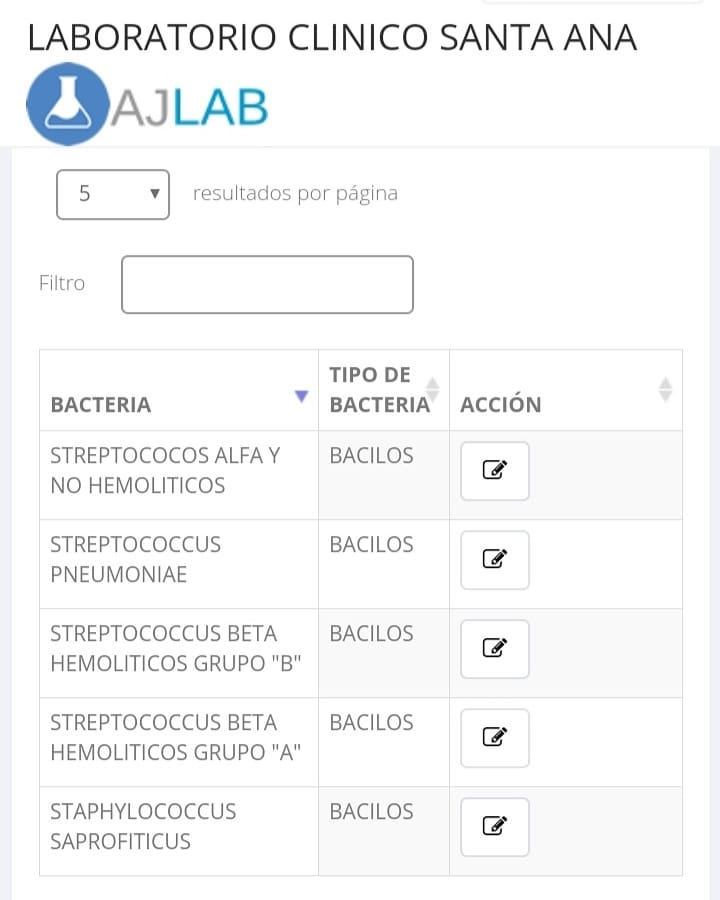 LABORATORIO CLINICO SANTA ANA
AJLAB
5
resultados por página
Filtro
BACTERIA
TIPO DE
BACTERIA
ACCIÓN
STREPTOCOCOS ALFA Y
NO HEMOLITICOS
BACILOS
STREPTOCOCCUS
PNEUMONIAE
BACILOS
STREPTOCOCCUS BETA
HEMOLITICOS GRUPO "B"
BACILOS
STREPTOCOCCUS BETA
HEMOLITICOS GRUPO "A"
BACILOS
STAPHYLOCOCCUS
SAPROFITICUS
BACILOS